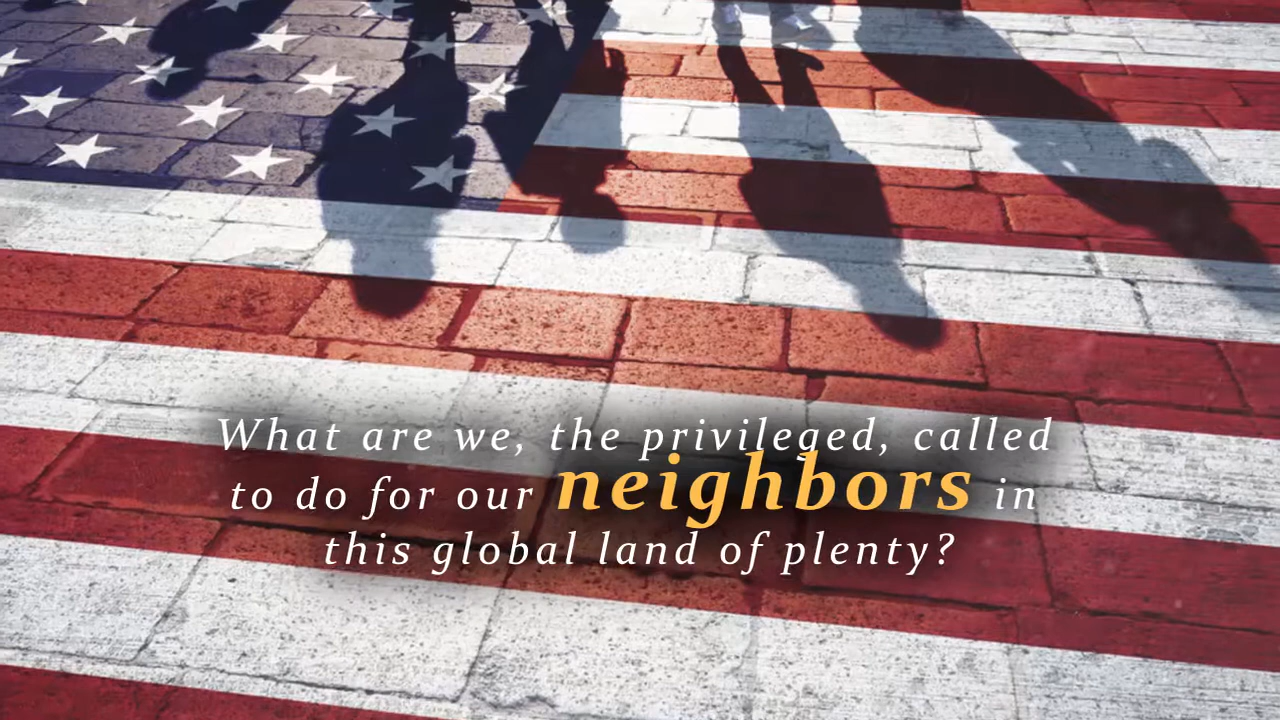 What are we, the privileged, called
to do for our neighbors in
this global land of plenty?